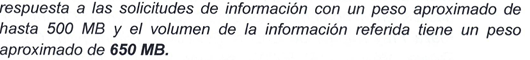 respuesta a las solicitudes de información con un peso aproximado de
hasta 500 MB y el volumen de la información referida tiene un peso
aproximado de 650 MB.